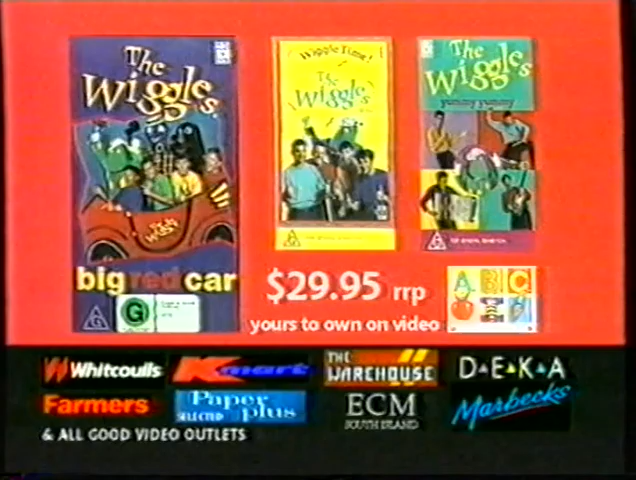 The Wiggles
big red car
G
Wiggle Time!
The Wiggles
The Wiggles
yummy yummy
$29.95 rrp
yours to own on video
ABC
Whitcoulls
Kmart
THE WAREHOUSE
D•E•K•A
Farmers
SELECTED Paper plus
ECM
SOUTH ISLAND
Marbecks
& ALL GOOD VIDEO OUTLETS